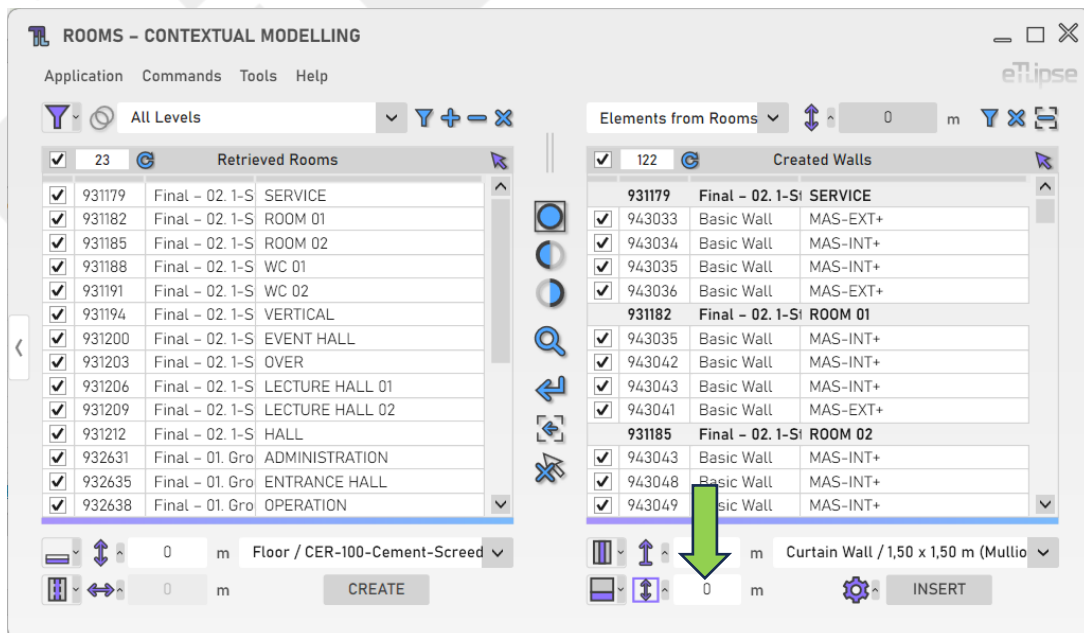 ROOMS – CONTEXTUAL MODELLING
Application Commands Tools Help
eTLipse
All Levels
Elements from Rooms 0 m
23 Retrieved Rooms
122 Created Walls
931179 Final – 02. 1-S SERVICE
931182 Final – 02. 1-S ROOM 01
931185 Final – 02. 1-S ROOM 02
931188 Final – 02. 1-S WC 01
931191 Final – 02. 1-S WC 02
931194 Final – 02. 1-S VERTICAL
931200 Final – 02. 1-S EVENT HALL
931203 Final – 02. 1-S OVER
931206 Final – 02. 1-S LECTURE HALL 01
931209 Final – 02. 1-S LECTURE HALL 02
931212 Final – 02. 1-S HALL
932631 Final – 01. Gro ADMINISTRATION
932635 Final – 01. Gro ENTRANCE HALL
932638 Final – 01. Gro OPERATION
931179 Final – 02. 1-St SERVICE
943033 Basic Wall MAS-EXT+
943034 Basic Wall MAS-INT+
943035 Basic Wall MAS-INT+
943036 Basic Wall MAS-EXT+
931182 Final – 02. 1-St ROOM 01
943035 Basic Wall MAS-INT+
943042 Basic Wall MAS-INT+
943043 Basic Wall MAS-INT+
943041 Basic Wall MAS-EXT+
931185 Final – 02. 1-St ROOM 02
943043 Basic Wall MAS-INT+
943048 Basic Wall MAS-INT+
943049 Basic Wall MAS-INT+
0 m Floor / CER-100-Cement-Screed
0 m CREATE
m Curtain Wall / 1,50 x 1,50 m (Mullio
0 m INSERT